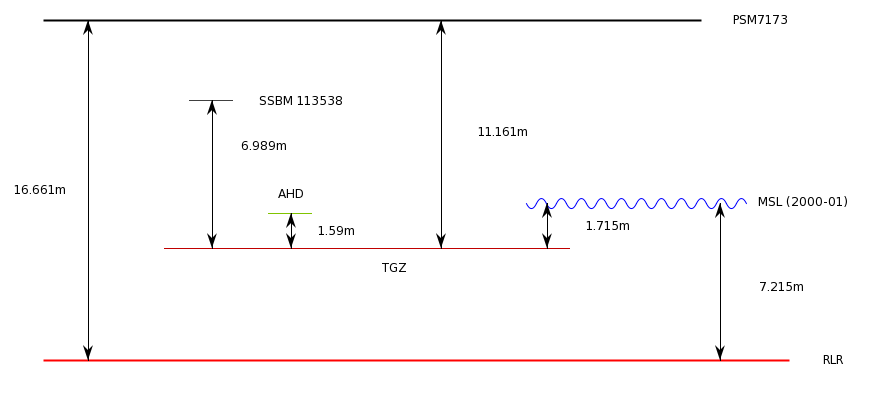 PSM7173
SSBM 113538
11.161m
6.989m
16.661m
AHD
MSL (2000-01)
1.715m
1.59m
TGZ
7.215m
RLR